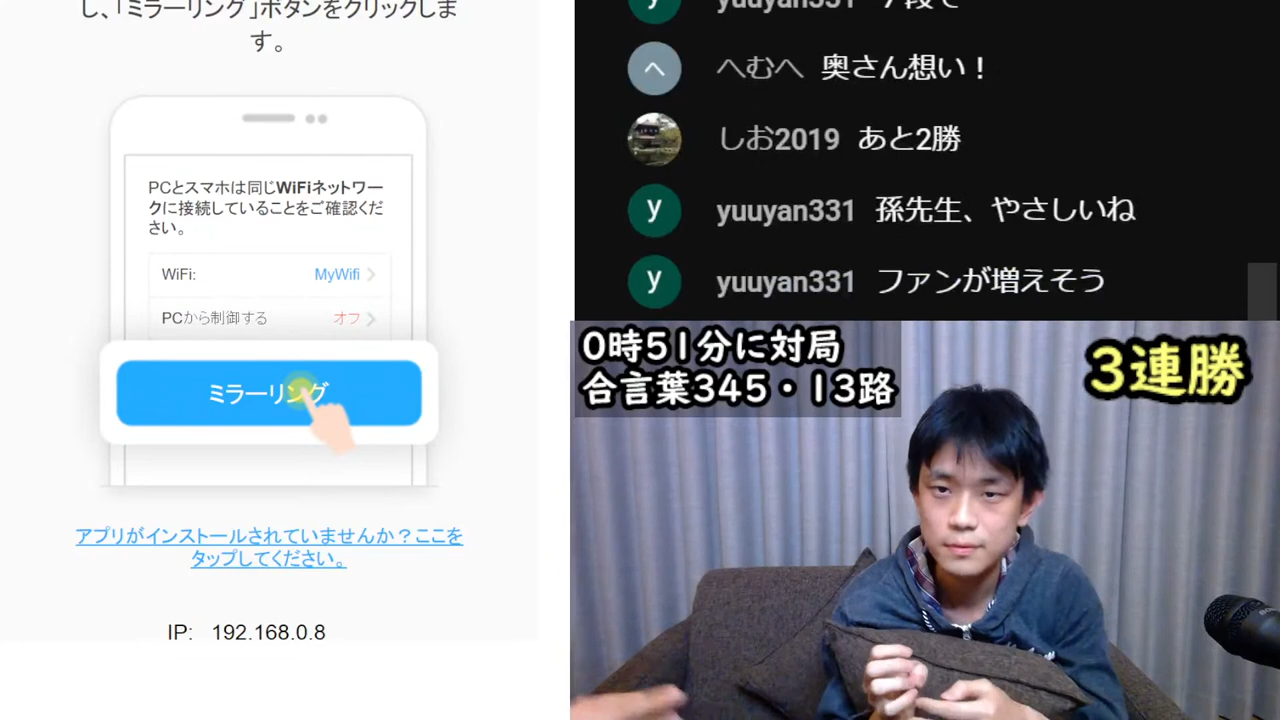 し、「ミラーリング」ボタンをクリックしま
す。
PCとスマホは同じWiFiネットワー
クに接続していることをご確認くだ
さい。
WiFi: MyWifi
PCから制御する オフ
ミラーリング
アプリがインストールされていませんか？ここを
タップしてください。
IP: 192.168.0.8
y yuuyan331 7段で
へ へむへ 奥さん想い！
しお2019 あと2勝
y yuuyan331 孫先生、やさしいね
y yuuyan331 ファンが増えそう
0時51分に対局
合言葉345・13路
3連勝